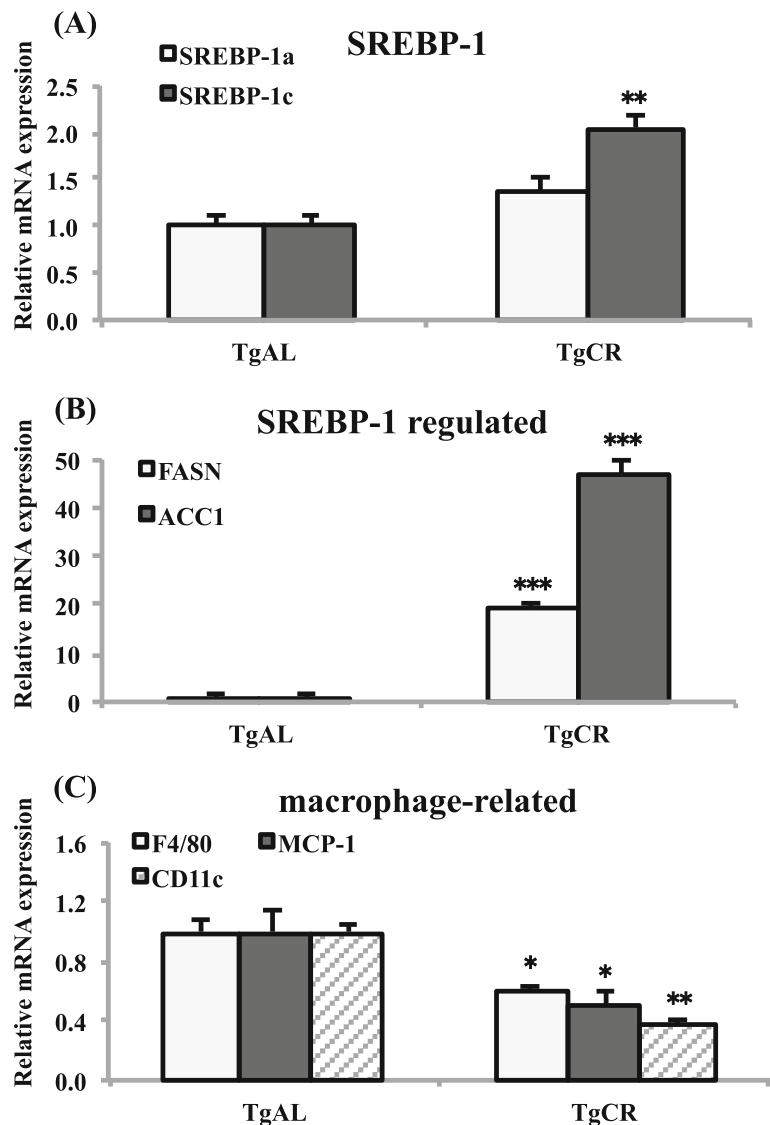 (A)
SREBP-1
SREBP-1a
SREBP-1c
Relative mRNA expression
2.5
2.0
1.5
1.0
0.5
0.0
**
TgAL
TgCR
(B)
SREBP-1 regulated
FASN
ACC1
Relative mRNA expression
50
40
30
20
10
0
***
***
TgAL
TgCR
(C)
macrophage-related
F4/80
MCP-1
CD11c
Relative mRNA expression
1.6
1.2
0.8
0.4
0.0
*
*
**
TgAL
TgCR